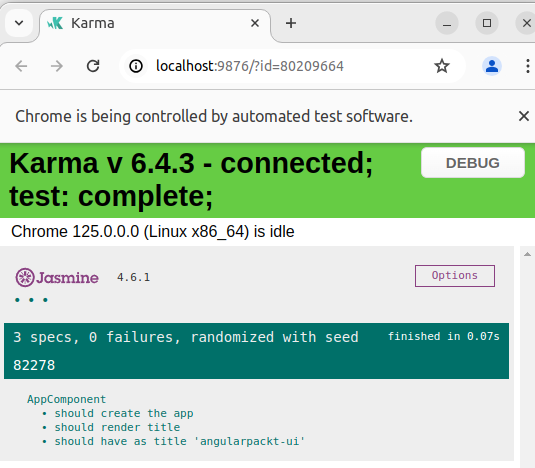 Karma
localhost:9876/?id=80209664
Chrome is being controlled by automated test software.
Karma v 6.4.3 - connected;
test: complete;
DEBUG
Chrome 125.0.0.0 (Linux x86_64) is idle
Jasmine 4.6.1
Options
• • •
3 specs, 0 failures, randomized with seed
82278
finished in 0.07s
AppComponent
• should create the app
• should render title
• should have as title 'angularpackt-ui'